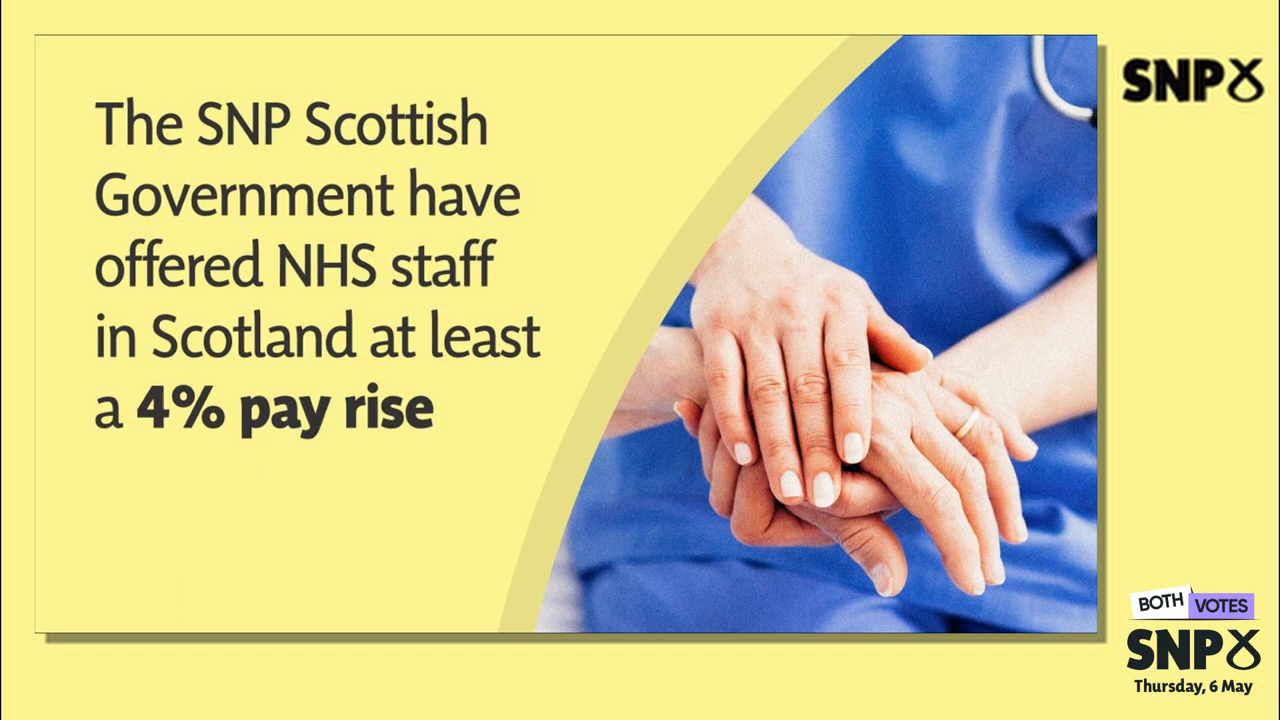 The SNP Scottish
Government have
offered NHS staff
in Scotland at least
a 4% pay rise
SNP
BOTH VOTES
SNP
Thursday, 6 May